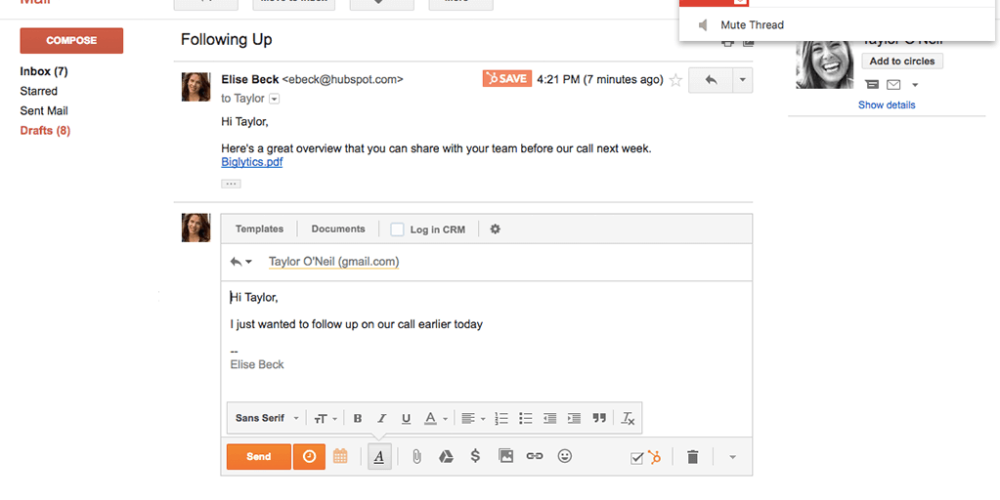 Mail
Move to Inbox
More
Mute Thread
COMPOSE
Following Up
Taylor O'Neil
Add to circles
Show details
Inbox (7)
Starred
Sent Mail
Drafts (8)
Elise Beck <ebeck@hubspot.com>
SAVE 4:21 PM (7 minutes ago)
to Taylor
Hi Taylor,
Here's a great overview that you can share with your team before our call next week.
Biglytics.pdf
Templates Documents Log in CRM
Taylor O'Neil (gmail.com)
Hi Taylor,
I just wanted to follow up on our call earlier today
--
Elise Beck
Sans Serif TT B I U A Tx
Send A $